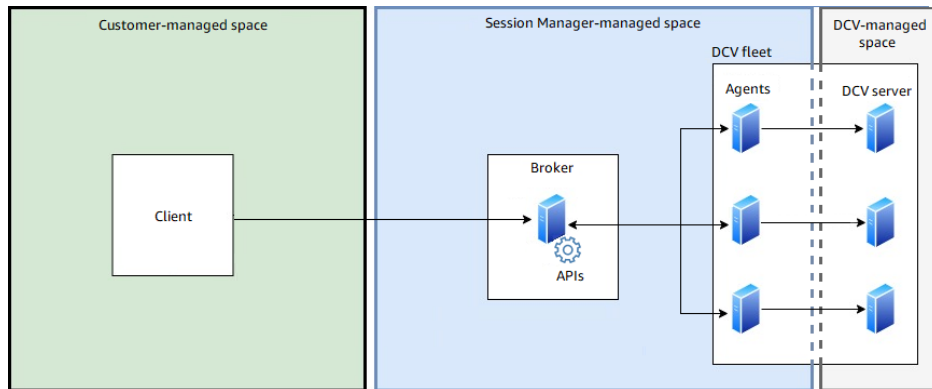 Customer-managed space
Session Manager-managed space
DCV-managed
space
DCV fleet
Agents
DCV server
Broker
Client
APIs